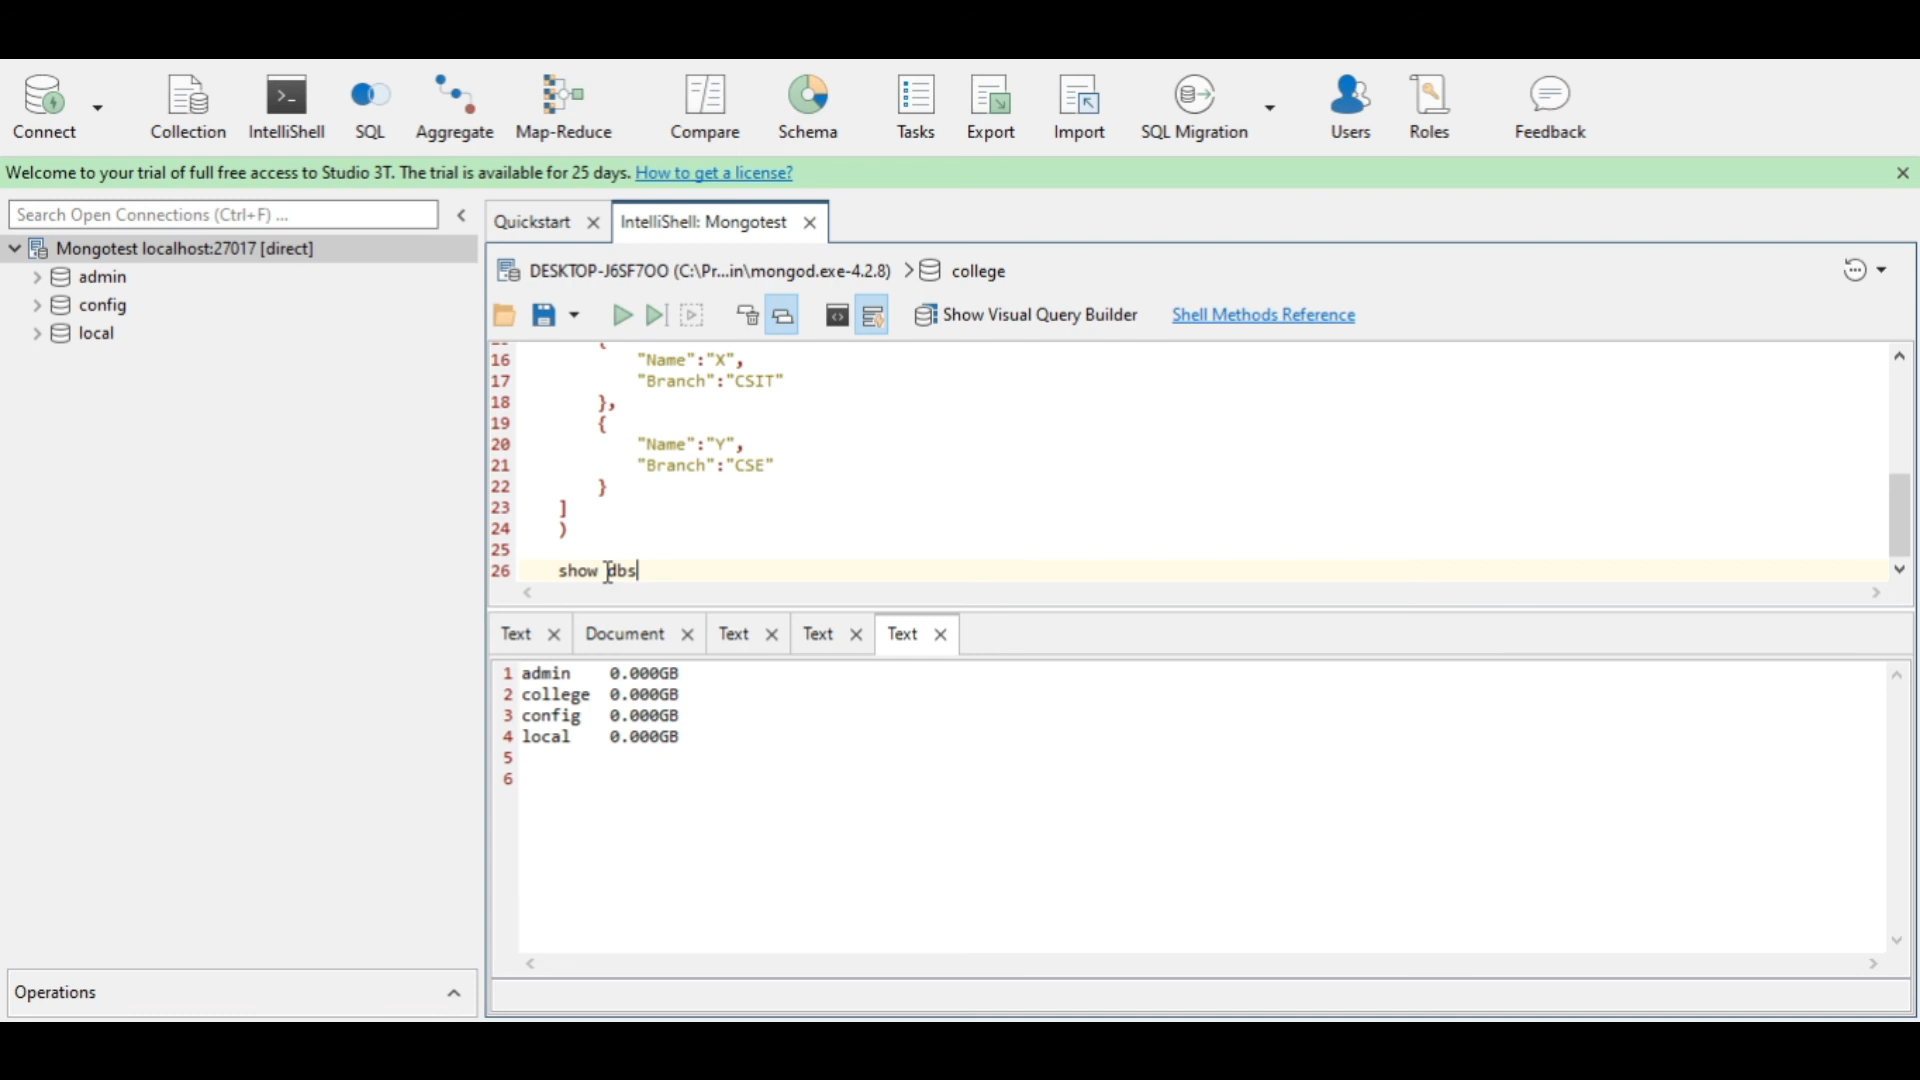 Connect
Collection
IntelliShell
SQL
Aggregate
Map-Reduce
Compare
Schema
Tasks
Export
Import
SQL Migration
Users
Roles
Feedback
Welcome to your trial of full free access to Studio 3T. The trial is available for 25 days. How to get a license?
Search Open Connections (Ctrl+F) ...
Mongotest localhost:27017 [direct]
admin
config
local
Operations
Quickstart
IntelliShell: Mongotest
DESKTOP-J6SF7OO (C:\Pr...in\mongod.exe-4.2.8) > college
Show Visual Query Builder
Shell Methods Reference
16 "Name":"X",
17 "Branch":"CSIT"
18 },
19 {
20 "Name":"Y",
21 "Branch":"CSE"
22 }
23 ]
24 )
25
26 show dbs
Text
Document
Text
Text
Text
1 admin 0.000GB
2 college 0.000GB
3 config 0.000GB
4 local 0.000GB
5
6